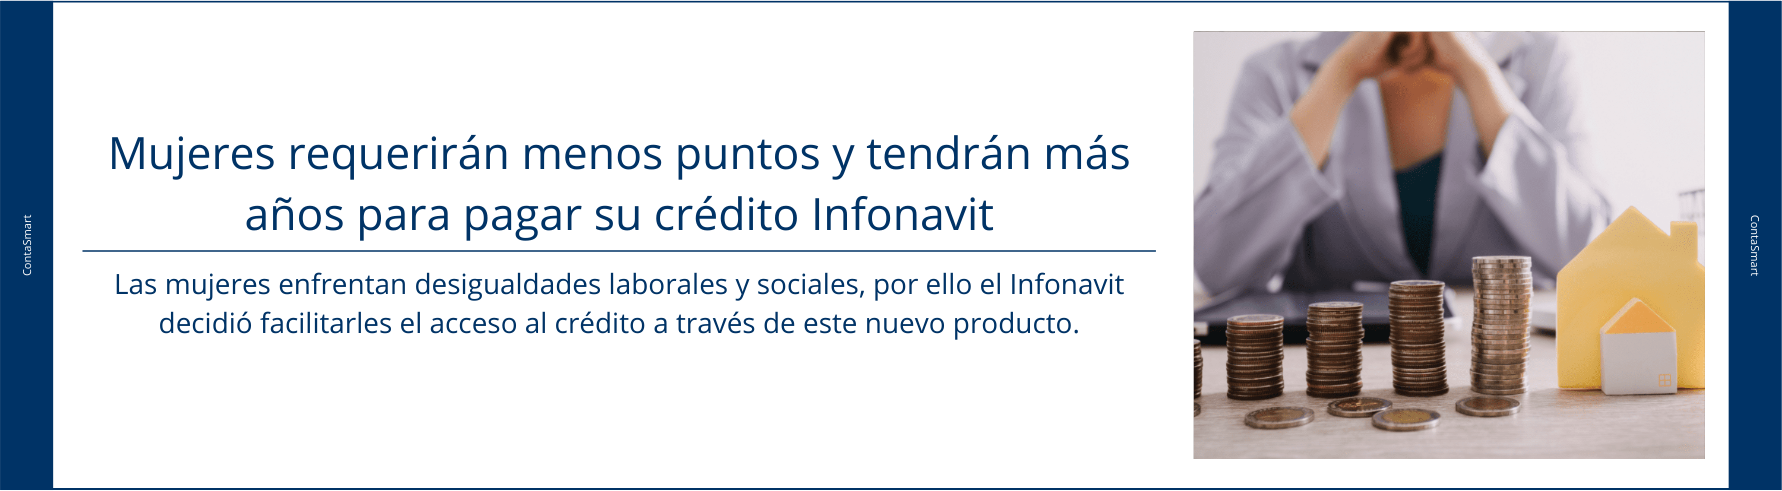 ContaSmart
Mujeres requerirán menos puntos y tendrán más
años para pagar su crédito Infonavit
Las mujeres enfrentan desigualdades laborales y sociales, por ello el Infonavit
decidió facilitarles el acceso al crédito a través de este nuevo producto.
ContaSmart